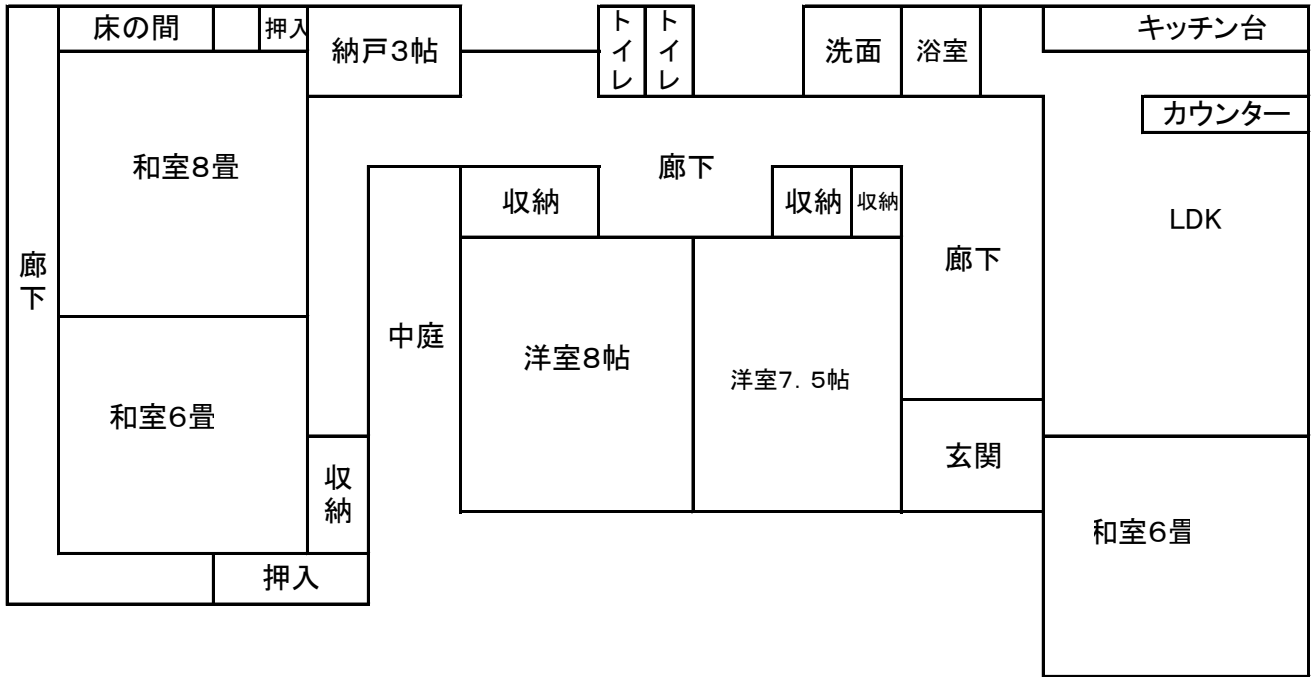 床の間
押入
納戸3帖
トイレ
トイレ
洗面
浴室
キッチン台
カウンター
和室8畳
廊下
収納
収納
収納
LDK
廊下
廊下
中庭
洋室8帖
洋室7．5帖
和室6畳
玄関
収納
和室6畳
押入